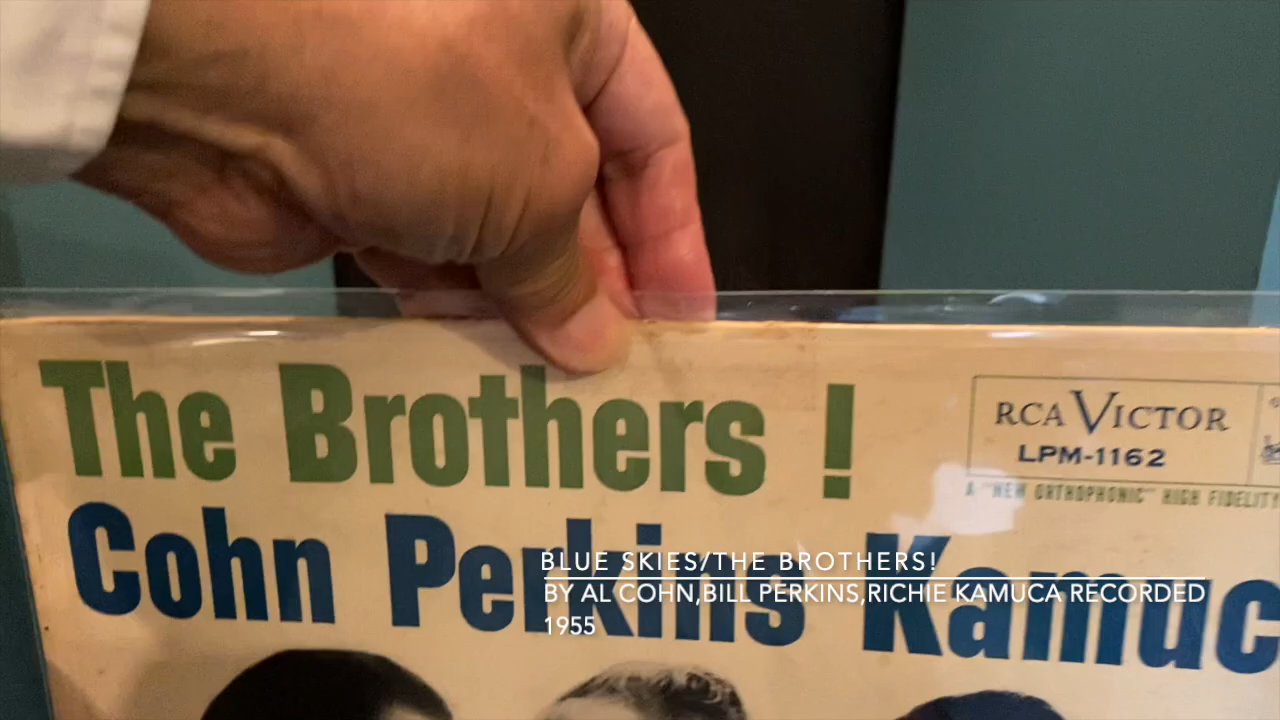 The Brothers !
RCA VICTOR
LPM-1162
A "NEW ORTHOPHONIC" HIGH FIDELITY
Cohn Perkins Kamuc
BLUE SKIES/THE BROTHERS!
BY AL COHN,BILL PERKINS,RICHIE KAMUCA RECORDED
1955